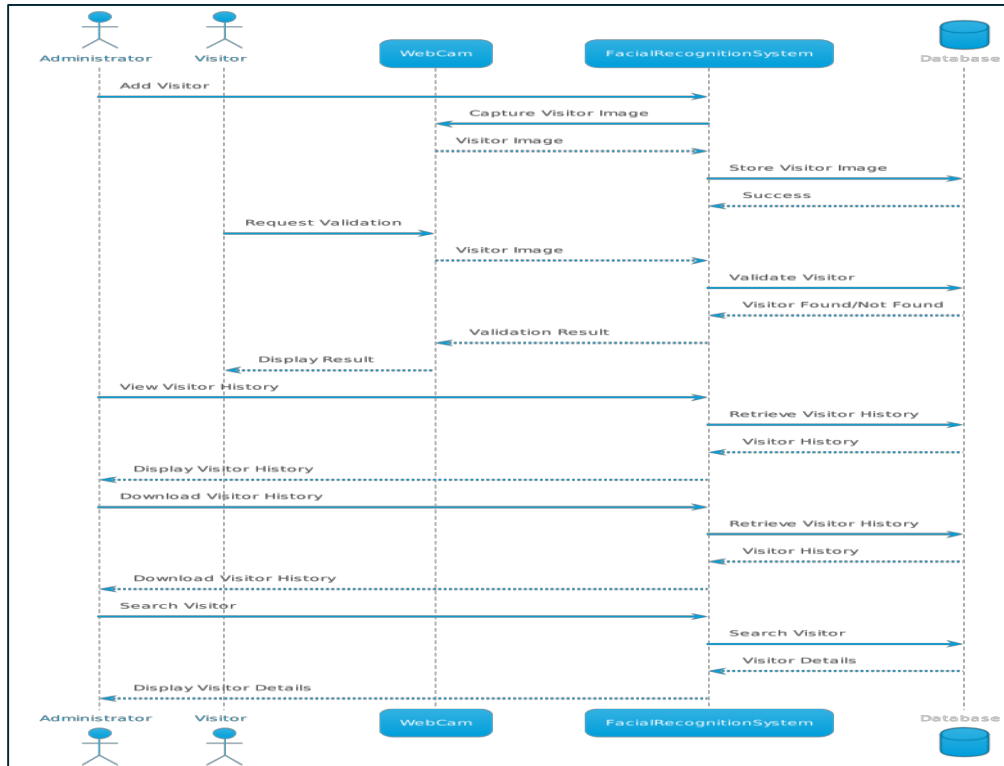 Administrator
Visitor
WebCam
FacialRecognitionSystem
Database
Add Visitor
Capture Visitor Image
Visitor Image
Store Visitor Image
Success
Request Validation
Visitor Image
Validate Visitor
Visitor Found/Not Found
Validation Result
Display Result
View Visitor History
Retrieve Visitor History
Visitor History
Display Visitor History
Download Visitor History
Retrieve Visitor History
Visitor History
Download Visitor History
Search Visitor
Search Visitor
Visitor Details
Display Visitor Details
Administrator
Visitor
WebCam
FacialRecognitionSystem
Database